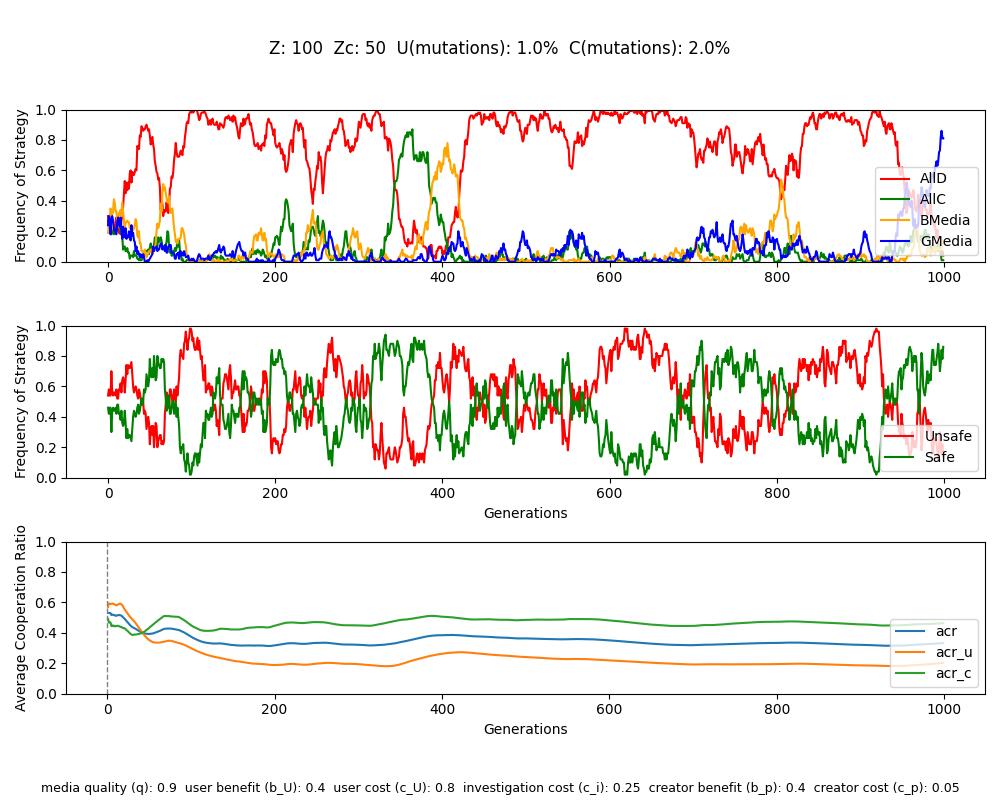 Z: 100  Zc: 50  U(mutations): 1.0%  C(mutations): 2.0%
Frequency of Strategy
1.0
0.8
0.6
0.4
0.2
0.0
AllD
AllC
BMedia
GMedia
0 200 400 600 800 1000
Frequency of Strategy
1.0
0.8
0.6
0.4
0.2
0.0
Unsafe
Safe
0 200 400 600 800 1000
Generations
Average Cooperation Ratio
1.0
0.8
0.6
0.4
0.2
0.0
acr
acr_u
acr_c
0 200 400 600 800 1000
Generations
media quality (q): 0.9  user benefit (b_U): 0.4  user cost (c_U): 0.8  investigation cost (c_i): 0.25  creator benefit (b_p): 0.4  creator cost (c_p): 0.05